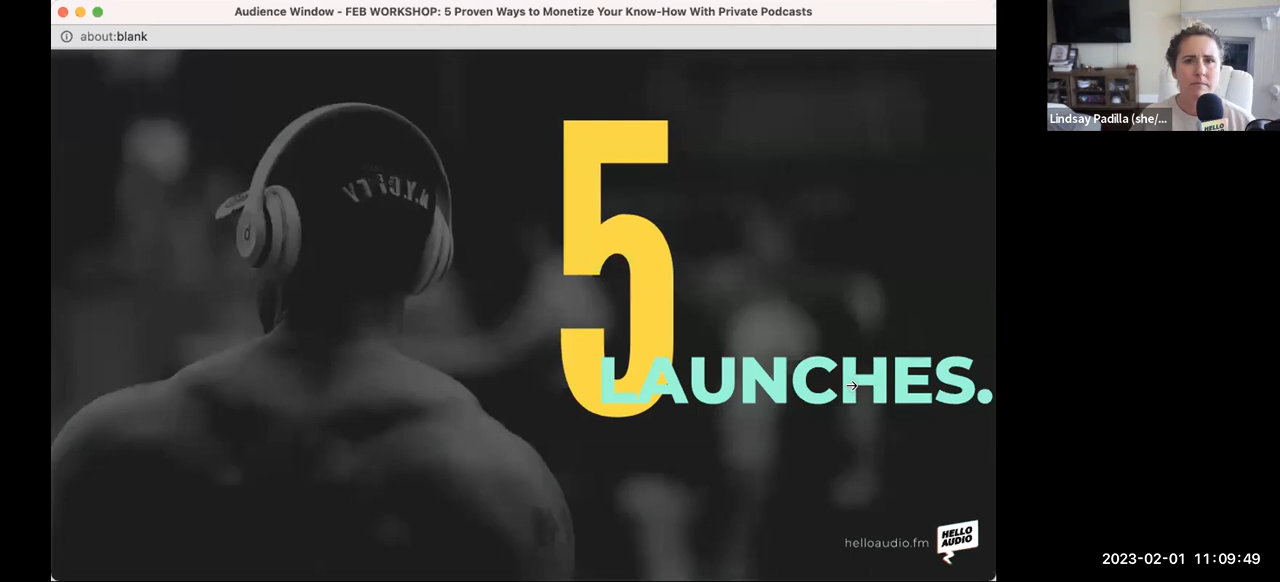 Audience Window - FEB WORKSHOP: 5 Proven Ways to Monetize Your Know-How With Private Podcasts
about:blank
5
LAUNCHES.
helloaudio.fm
HELLO
AUDIO
Lindsay Padilla (she/...
HELLO
2023-02-01 11:09:49